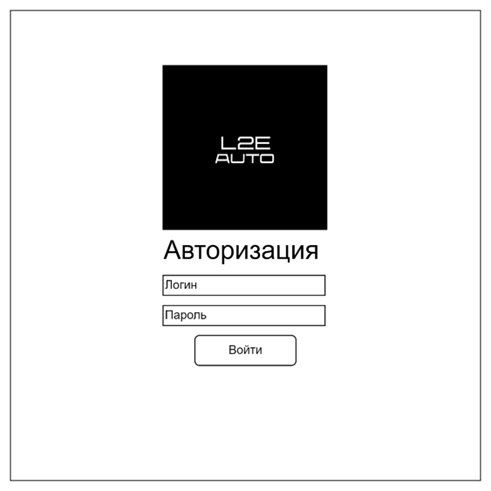 L2E
AUTO
Авторизация
Логин
Пароль
Войти